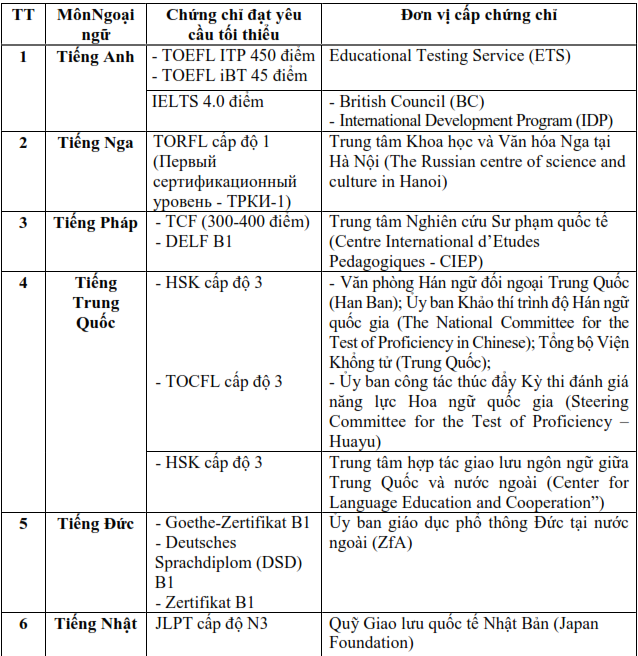 TT MônNgoại ngữ Chứng chỉ đạt yêu cầu tối thiểu Đơn vị cấp chứng chỉ
1 Tiếng Anh - TOEFL ITP 450 điểm Educational Testing Service (ETS)
- TOEFL iBT 45 điểm
IELTS 4.0 điểm - British Council (BC)
- International Development Program (IDP)
2 Tiếng Nga TORFL cấp độ 1 Trung tâm Khoa học và Văn hóa Nga tại
(Первый Hà Nội (The Russian centre of science and
сертификационный culture in Hanoi)
уровень - ТРКИ-1)
3 Tiếng Pháp - TCF (300-400 điểm) Trung tâm Nghiên cứu Sư phạm quốc tế
- DELF B1 (Centre International d’Etudes
Pedagogiques - CIEP)
4 Tiếng Trung Quốc - HSK cấp độ 3 - Văn phòng Hán ngữ đối ngoại Trung Quốc
(Han Ban); Ủy ban Khảo thí trình độ Hán ngữ
quốc gia (The National Committee for the
Test of Proficiency in Chinese); Tổng bộ Viện
Khổng tử (Trung Quốc);
- TOCFL cấp độ 3 - Ủy ban công tác thúc đẩy Kỳ thi đánh giá
năng lực Hoa ngữ quốc gia (Steering
Committee for the Test of Proficiency –
Huayu)
- HSK cấp độ 3 Trung tâm hợp tác giao lưu ngôn ngữ giữa
Trung Quốc và nước ngoài (Center for
Language Education and Cooperation”)
5 Tiếng Đức - Goethe-Zertifikat B1 Ủy ban giáo dục phổ thông Đức tại nước
- Deutsches ngoài (ZfA)
Sprachdiplom (DSD)
B1
- Zertifikat B1
6 Tiếng Nhật JLPT cấp độ N3 Quỹ Giao lưu quốc tế Nhật Bản (Japan
Foundation)